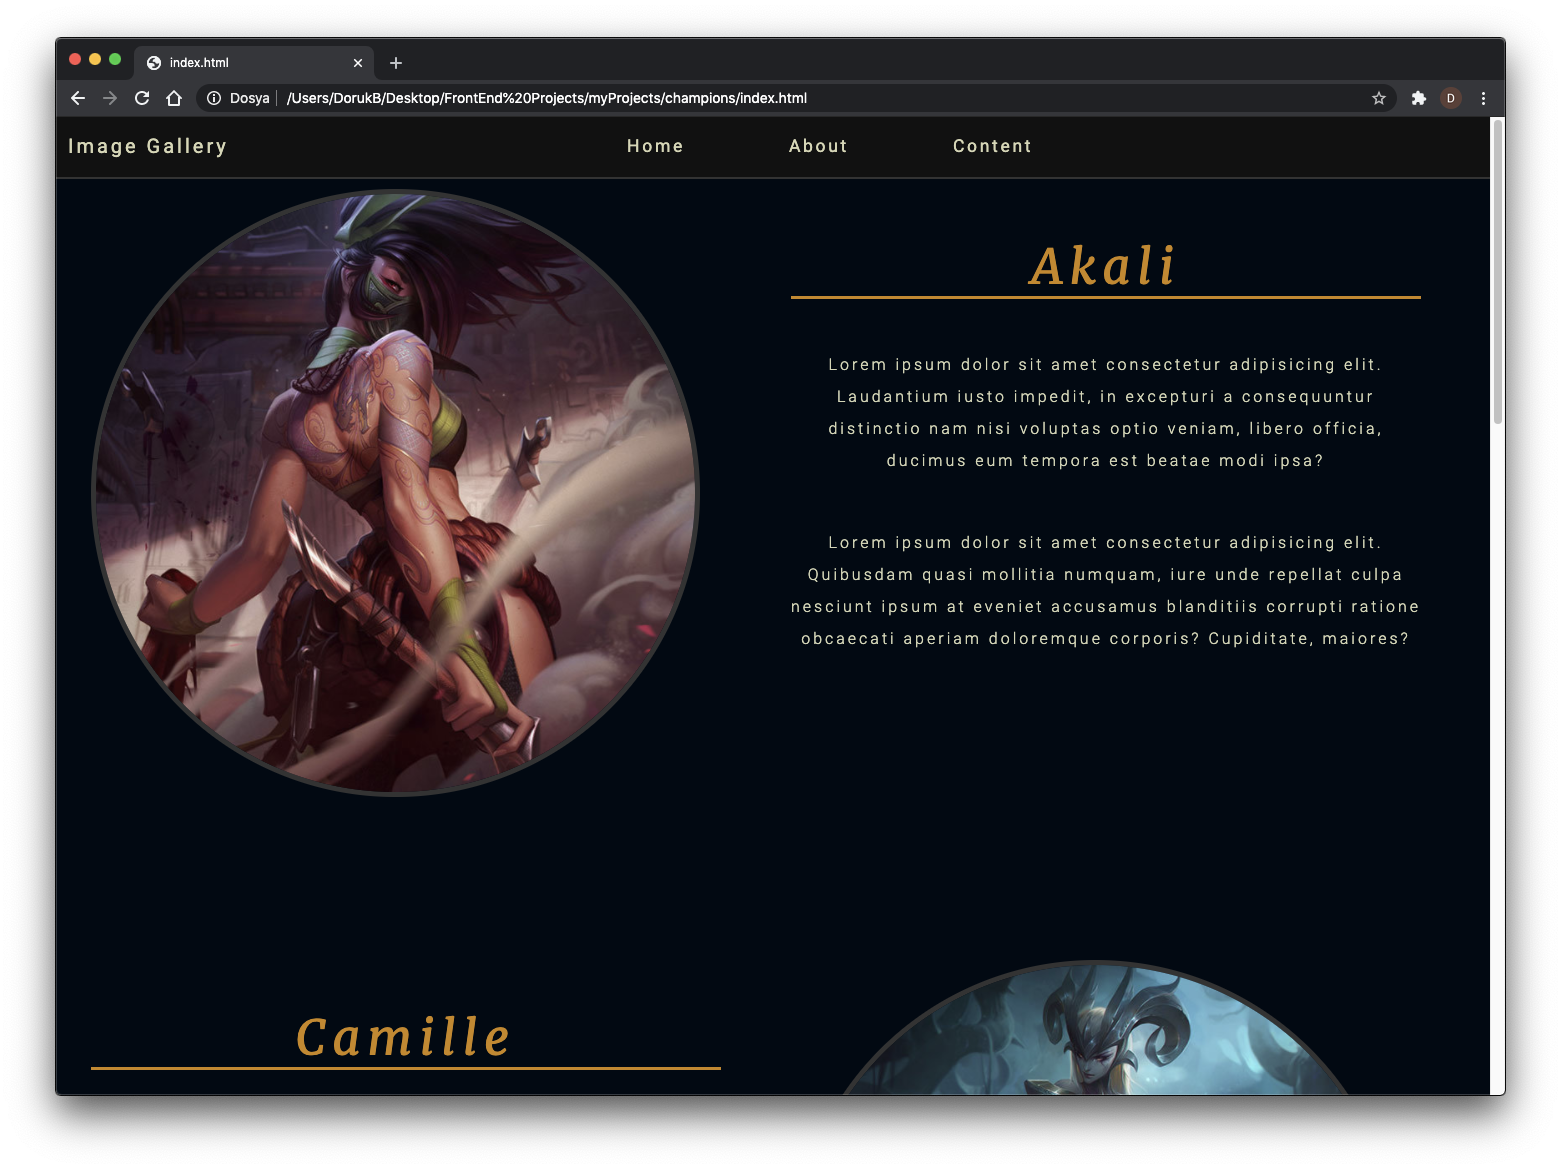 index.html
Dosya
/Users/DorukB/Desktop/FrontEnd%20Projects/myProjects/champions/index.html
D
Image Gallery
Home
About
Content
Akali
Lorem ipsum dolor sit amet consectetur adipisicing elit.
Laudantium iusto impedit, in excepturi a consequuntur
distinctio nam nisi voluptas optio veniam, libero officia,
ducimus eum tempora est beatae modi ipsa?
Lorem ipsum dolor sit amet consectetur adipisicing elit.
Quibusdam quasi mollitia numquam, iure unde repellat culpa
nesciunt ipsum at eveniet accusamus blanditiis corrupti ratione
obcaecati aperiam doloremque corporis? Cupiditate, maiores?
Camille